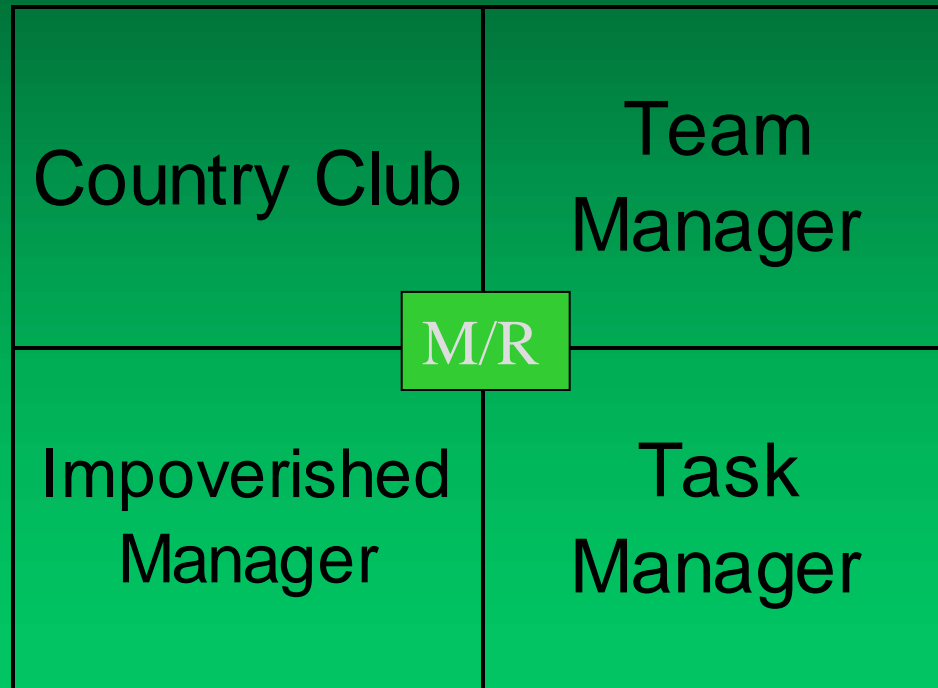 Country Club
Team
Manager
M/R
Impoverished
Manager
Task
Manager